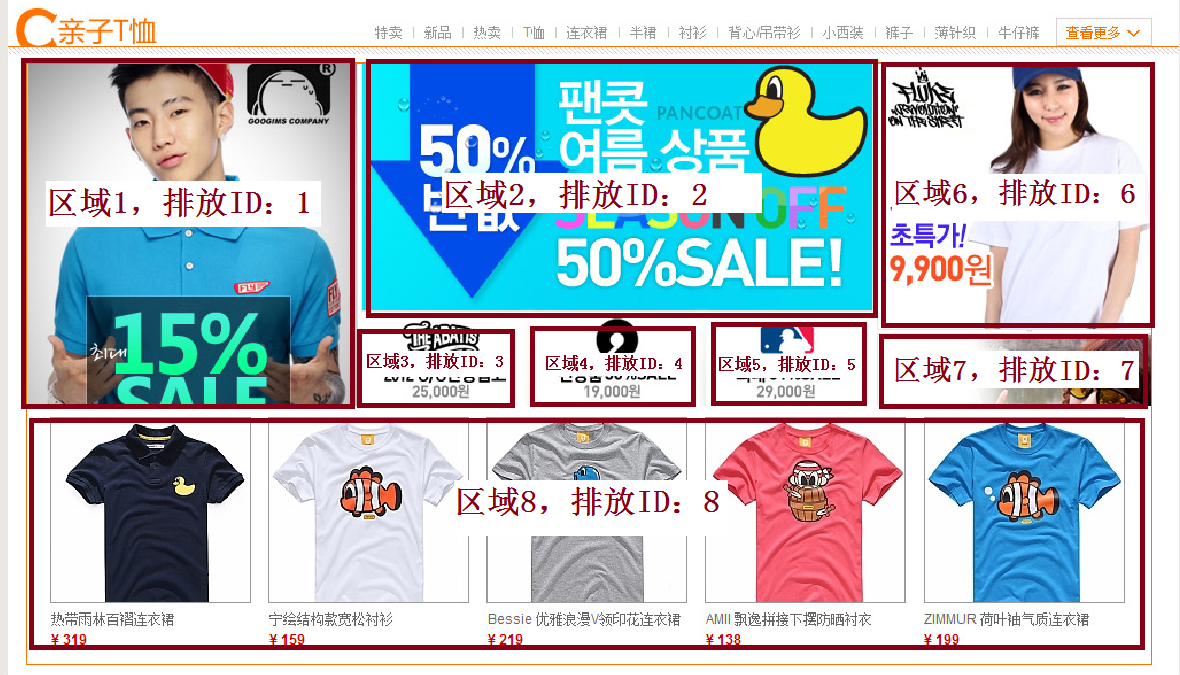 C亲子T恤
特卖 | 新品 | 热卖 | T恤 | 连衣裙 | 半裙 | 衬衫 | 背心/吊带衫 | 小西装 | 裤子 | 薄针织 | 牛仔裤
查看更多
R
GOOGIMS COMPANY
区域1，排放ID：1
FLY
최대 15%
SALE
50%
팬콧 PANCOAT
여름 상품
区域2，排放ID：2
SEASON OFF
50%SALE!
FLUKE
区域6，排放ID：6
초특가!
9,900원
THE ABATIS
区域3，排放ID：3
25,000원
区域4，排放ID：4
19,000원
区域5，排放ID：5
29,000원
区域7，排放ID：7
区域8，排放ID：8
热带雨林百褶连衣裙
¥ 319
宁绘结构款宽松衬衫
¥ 159
Bessie 优雅浪漫V领印花连衣裙
¥ 219
AMII 飘逸拼接下摆防晒衬衣
¥ 138
ZIMMUR 荷叶袖气质连衣裙
¥ 199